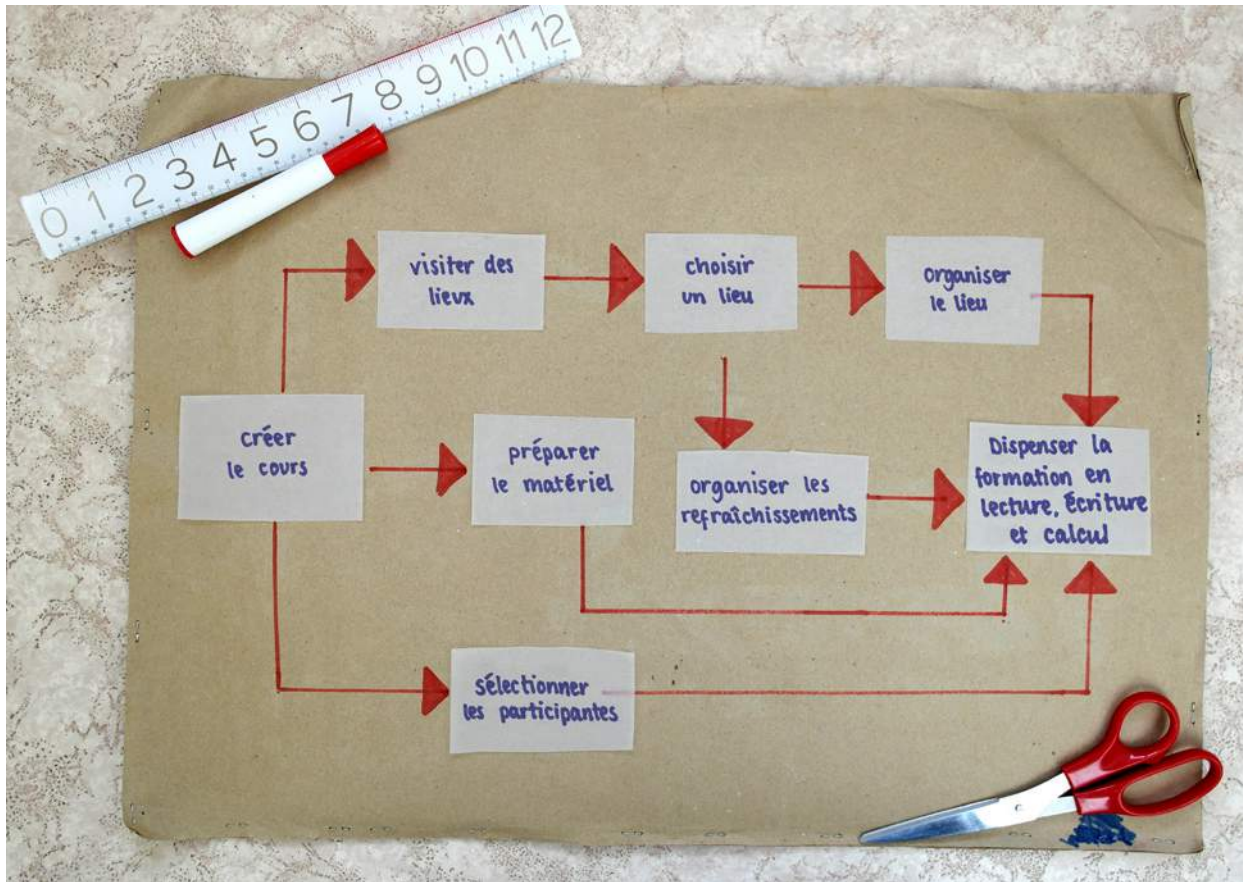 0 1 2 3 4 5 6 7 8 9 10 11 12
visiter des
lieux
choisir
un lieu
organiser
le lieu
créer
le cours
préparer
le matériel
organiser les
refraîchissements
Dispenser la
formation en
lecture, Écriture
et calcul
sélectionner
les participantes